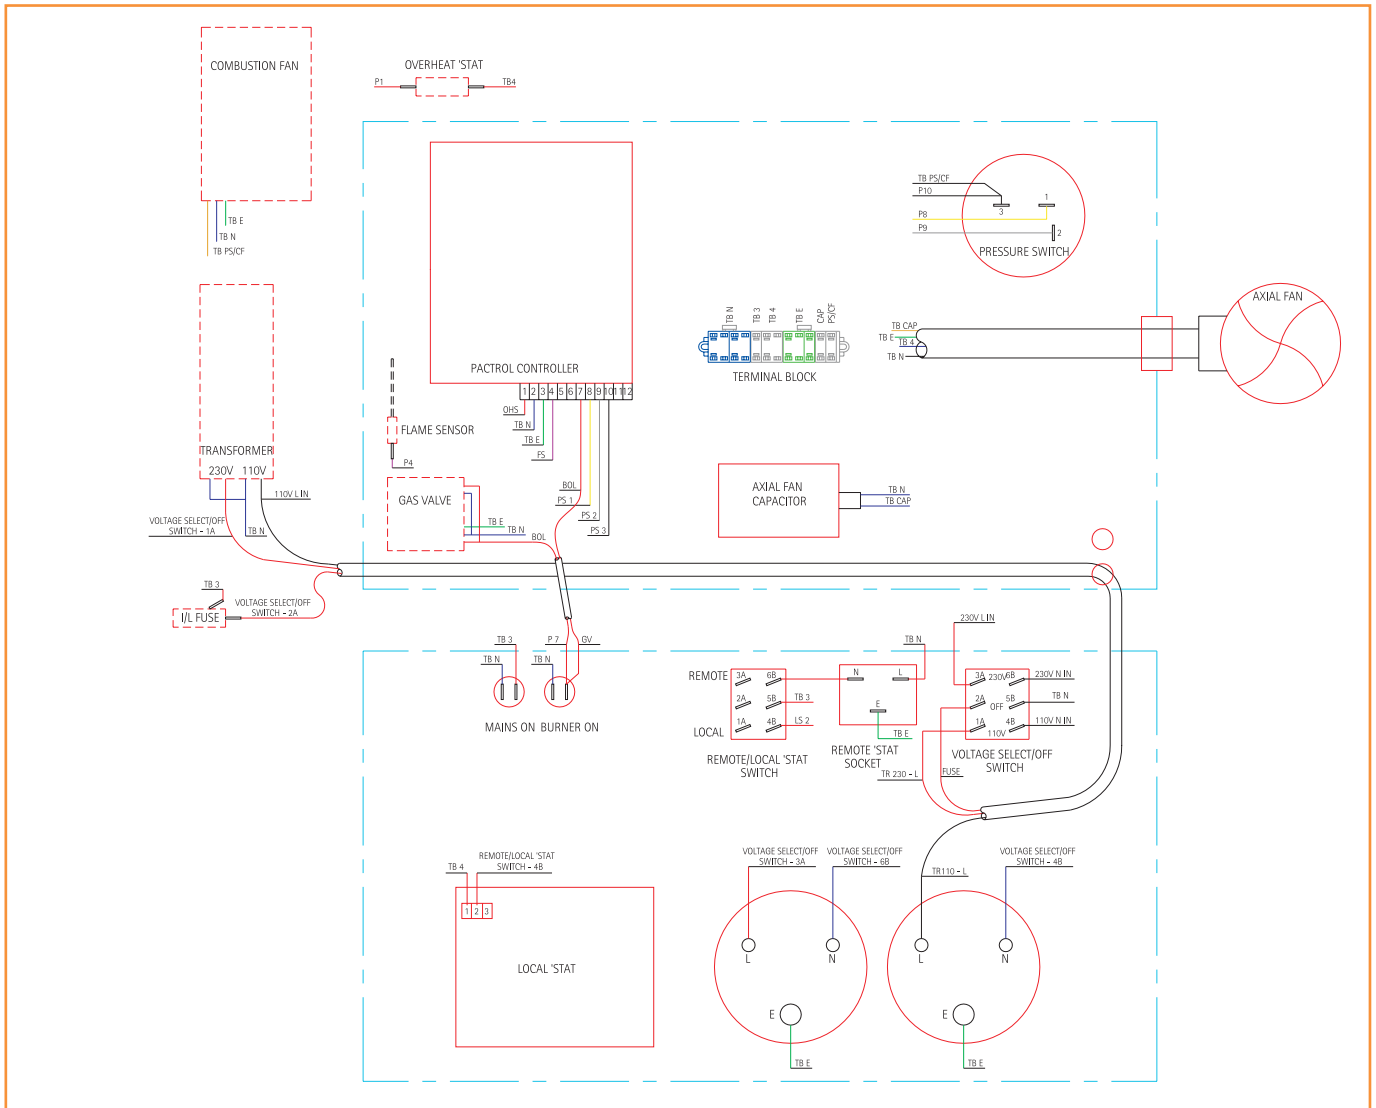 COMBUSTION FAN
TB E
TB N
TB PS/CF
OVERHEAT 'STAT
P1
TB4
TB PS/CF
P10
P8
P9
3
1
2
PRESSURE SWITCH
AXIAL FAN
TB CAP
TB E
TB 4
TB N
TB N
TB 3
TB 4
TB E
CAP
PS/CF
TERMINAL BLOCK
PACTROL CONTROLLER
1 2 3 4 5 6 7 8 9 10 11 12
OHS
TB N
TB E
FS
BOL
PS 1
PS 2
PS 3
FLAME SENSOR
P4
TRANSFORMER
230V 110V
110V L IN
VOLTAGE SELECT/OFF
SWITCH - 1A
TB N
GAS VALVE
TB E
TB N
BOL
AXIAL FAN
CAPACITOR
TB N
TB CAP
TB 3
I/L FUSE
VOLTAGE SELECT/OFF
SWITCH - 2A
TB 3
TB N
P 7
GV
TB N
MAINS ON
BURNER ON
REMOTE
LOCAL
3A 6B
2A 5B
1A 4B
TB 3
LS 2
REMOTE/LOCAL 'STAT
SWITCH
TB N
N L
E
TB E
REMOTE 'STAT
SOCKET
230V L IN
3A 230V 6B
2A OFF 5B
1A 110V 4B
230V N IN
TB N
110V N IN
VOLTAGE SELECT/OFF
SWITCH
TR 230 - L
FUSE
TB 4
REMOTE/LOCAL 'STAT
SWITCH - 4B
1 2 3
LOCAL 'STAT
VOLTAGE SELECT/OFF
SWITCH - 3A
VOLTAGE SELECT/OFF
SWITCH - 6B
L N
E
TB E
TR110 - L
VOLTAGE SELECT/OFF
SWITCH - 4B
L N
E
TB E